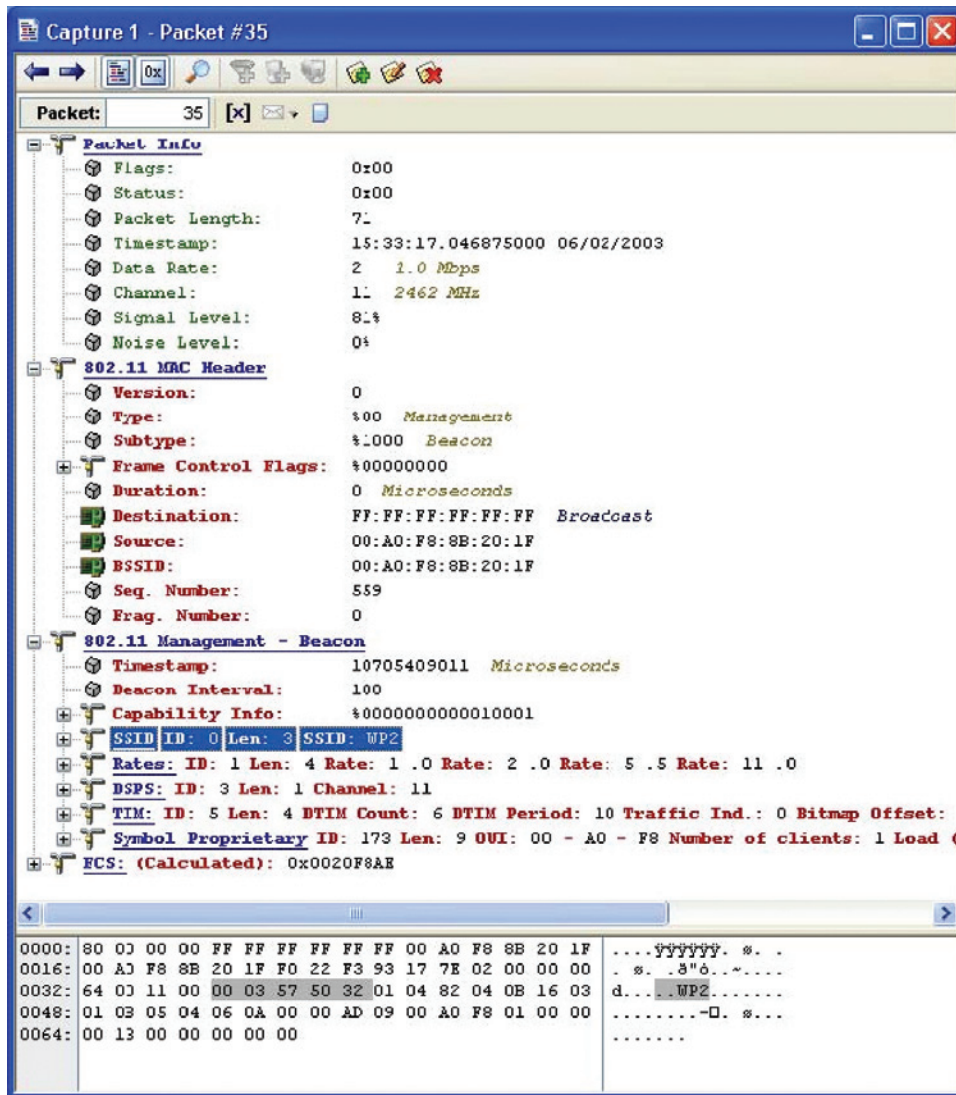 Capture 1 - Packet #35
Packet: 35 [x]
Packet Info
Flags: 0x00
Status: 0x00
Packet Length: 71
Timestamp: 15:33:17.046875000 06/02/2003
Data Rate: 2 1.0 Mbps
Channel: 11 2462 MHz
Signal Level: 81%
Noise Level: 0%
802.11 MAC Header
Version: 0
Type: %00 Management
Subtype: %1000 Beacon
Frame Control Flags: %00000000
Duration: 0 Microseconds
Destination: FF:FF:FF:FF:FF:FF Broadcast
Source: 00:A0:F8:8B:20:1F
BSSID: 00:A0:F8:8B:20:1F
Seq. Number: 559
Frag. Number: 0
802.11 Management - Beacon
Timestamp: 10705409011 Microseconds
Beacon Interval: 100
Capability Info: %0000000000010001
SSID ID: 0 Len: 3 SSID: WP2
Rates: ID: 1 Len: 4 Rate: 1 .0 Rate: 2 .0 Rate: 5 .5 Rate: 11 .0
DSPS: ID: 3 Len: 1 Channel: 11
TIM: ID: 5 Len: 4 DTIM Count: 6 DTIM Period: 10 Traffic Ind.: 0 Bitmap Offset:
Symbol Proprietary ID: 173 Len: 9 OUI: 00 - A0 - F8 Number of clients: 1 Load (
FCS: (Calculated): 0x0020F8AE
0000: 80 00 00 00 FF FF FF FF FF FF 00 A0 F8 8B 20 1F ....ÿÿÿÿÿÿ. ø. .
0016: 00 A0 F8 8B 20 1F F0 22 F3 93 17 7E 02 00 00 00 . ø. .ð"ó..~....
0032: 64 00 11 00 00 03 57 50 32 01 04 82 04 0B 16 03 d.....WP2.......
0048: 01 0B 05 04 06 0A 00 00 AD 09 00 A0 F8 01 00 00 ........-. ø...
0064: 00 13 00 00 00 00 00 .......